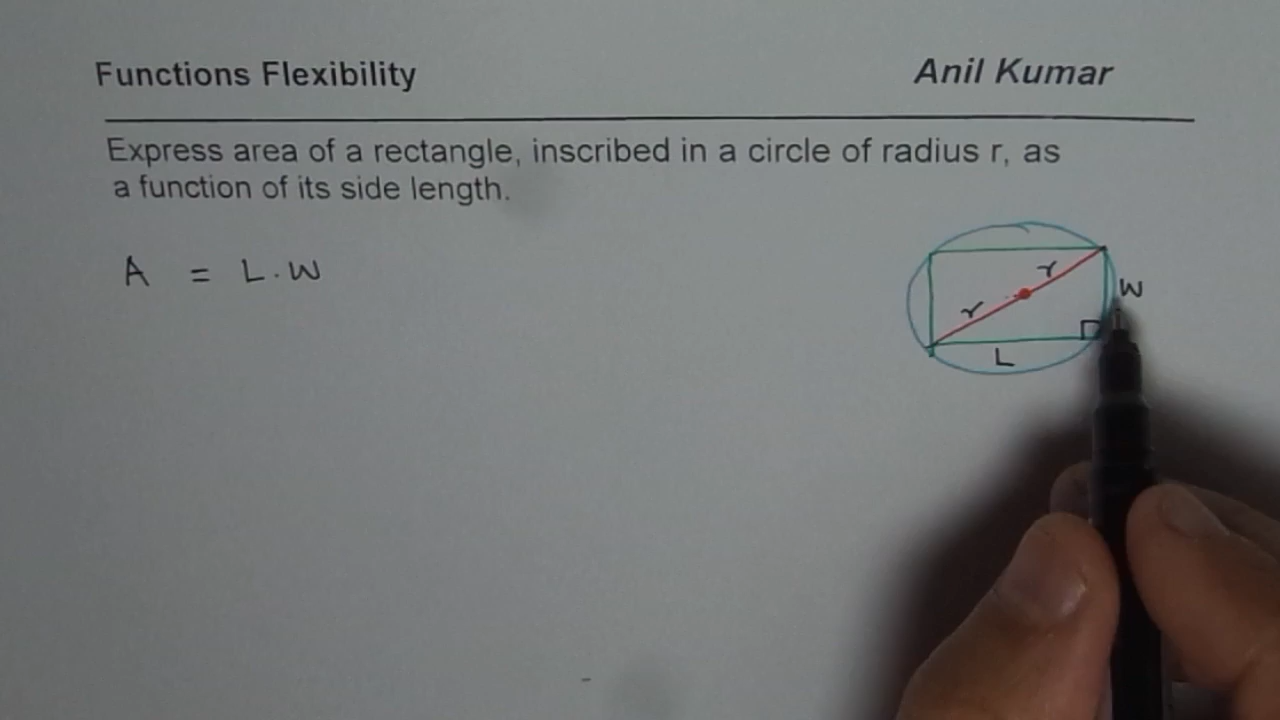 Functions Flexibility
Anil Kumar
Express area of a rectangle, inscribed in a circle of radius r, as
a function of its side length.
A = L . W
r
r
W
L